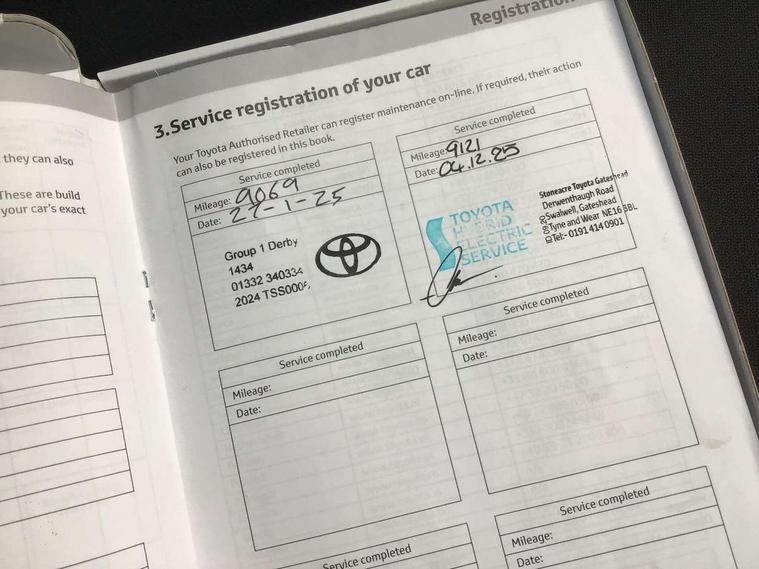 Registration
3.Service registration of your car
Your Toyota Authorised Retailer can register maintenance on-line. If required, their action
can also be registered in this book.
they can also
These are build
your car's exact
Service completed
Mileage: 9069
Date: 27-1-25
Group 1 Derby
1434
01332 340334
2024 TSS000
Service completed
Mileage: 9121
Date: 04.12.25
TOYOTA
HYBRID
ELECTRIC
SERVICE
Stoneacre Toyota Gateshead
Derwenthaugh Road
Swalwell, Gateshead
Tyne and Wear NE16 3BL
Tel:- 0191 414 0901
Service completed
Mileage:
Date:
Service completed
Mileage:
Date:
Service completed
Service completed
Mileage:
Date: